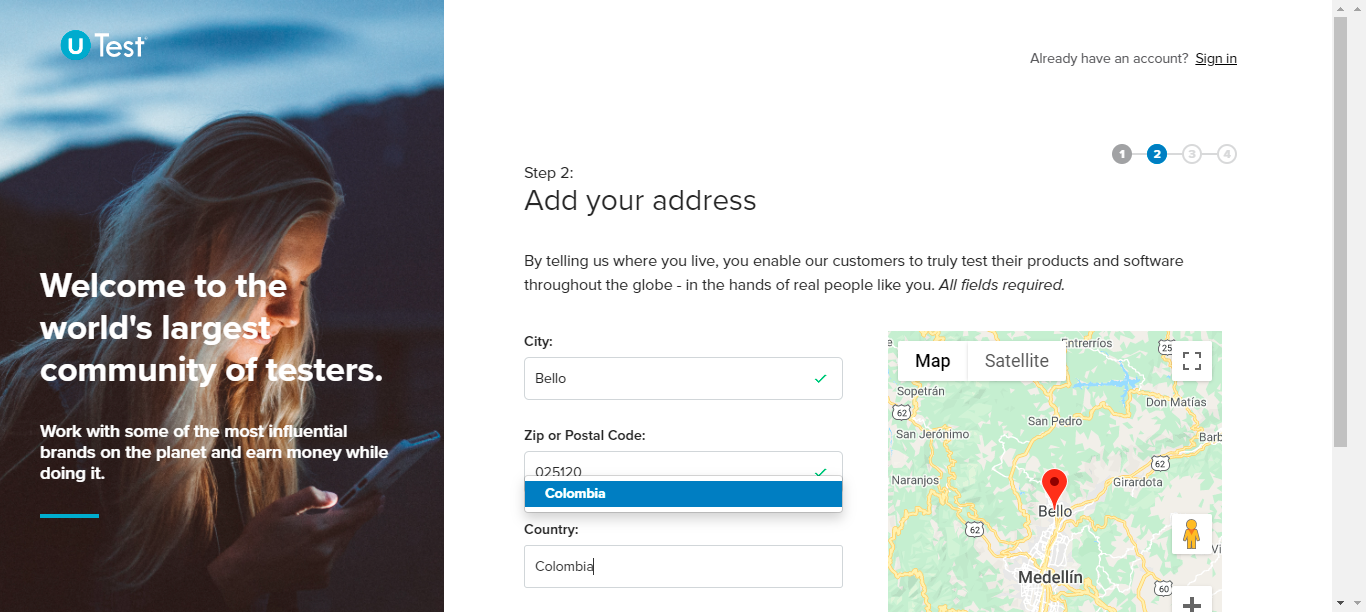 U Test
Already have an account? Sign in
1 2 3 4
Step 2:
Add your address
By telling us where you live, you enable our customers to truly test their products and software
throughout the globe - in the hands of real people like you. All fields required.
Welcome to the
world's largest
community of testers.
Work with some of the most influential
brands on the planet and earn money while
doing it.
City:
Bello
Zip or Postal Code:
025120
Colombia
Country:
Colombia
Map Satellite
Entrerríos
25
Sopetrán
Don Matías
62
San Pedro
San Jerónimo
Barb
62
Naranjos
Girardota
Bello
62
Vi
Medellín
60